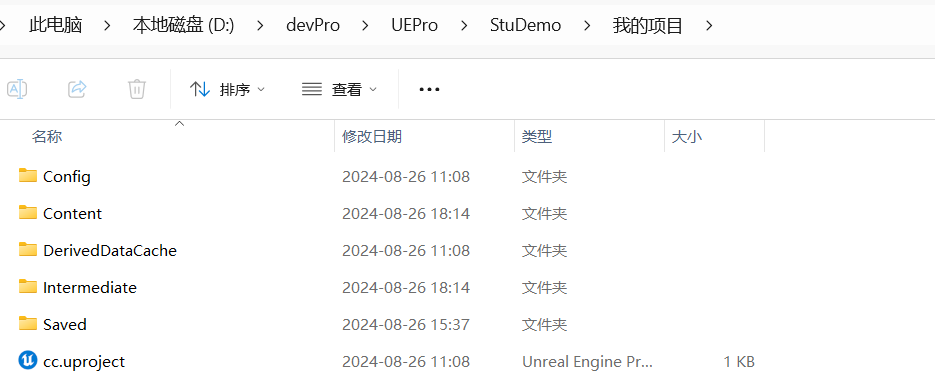 此电脑 > 本地磁盘 (D:) > devPro > UEPro > StuDemo > 我的项目 >
排序 查看 •••
名称 修改日期 类型 大小
Config 2024-08-26 11:08 文件夹
Content 2024-08-26 18:14 文件夹
DerivedDataCache 2024-08-26 11:08 文件夹
Intermediate 2024-08-26 18:14 文件夹
Saved 2024-08-26 15:37 文件夹
cc.uproject 2024-08-26 11:08 Unreal Engine Pr... 1 KB